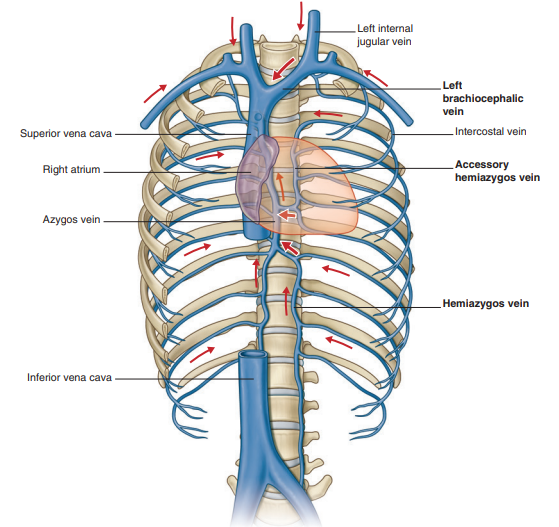 Left internal
jugular vein
Left
brachiocephalic
vein
Superior vena cava
Intercostal vein
Right atrium
Accessory
hemiazygos vein
Azygos vein
Hemiazygos vein
Inferior vena cava